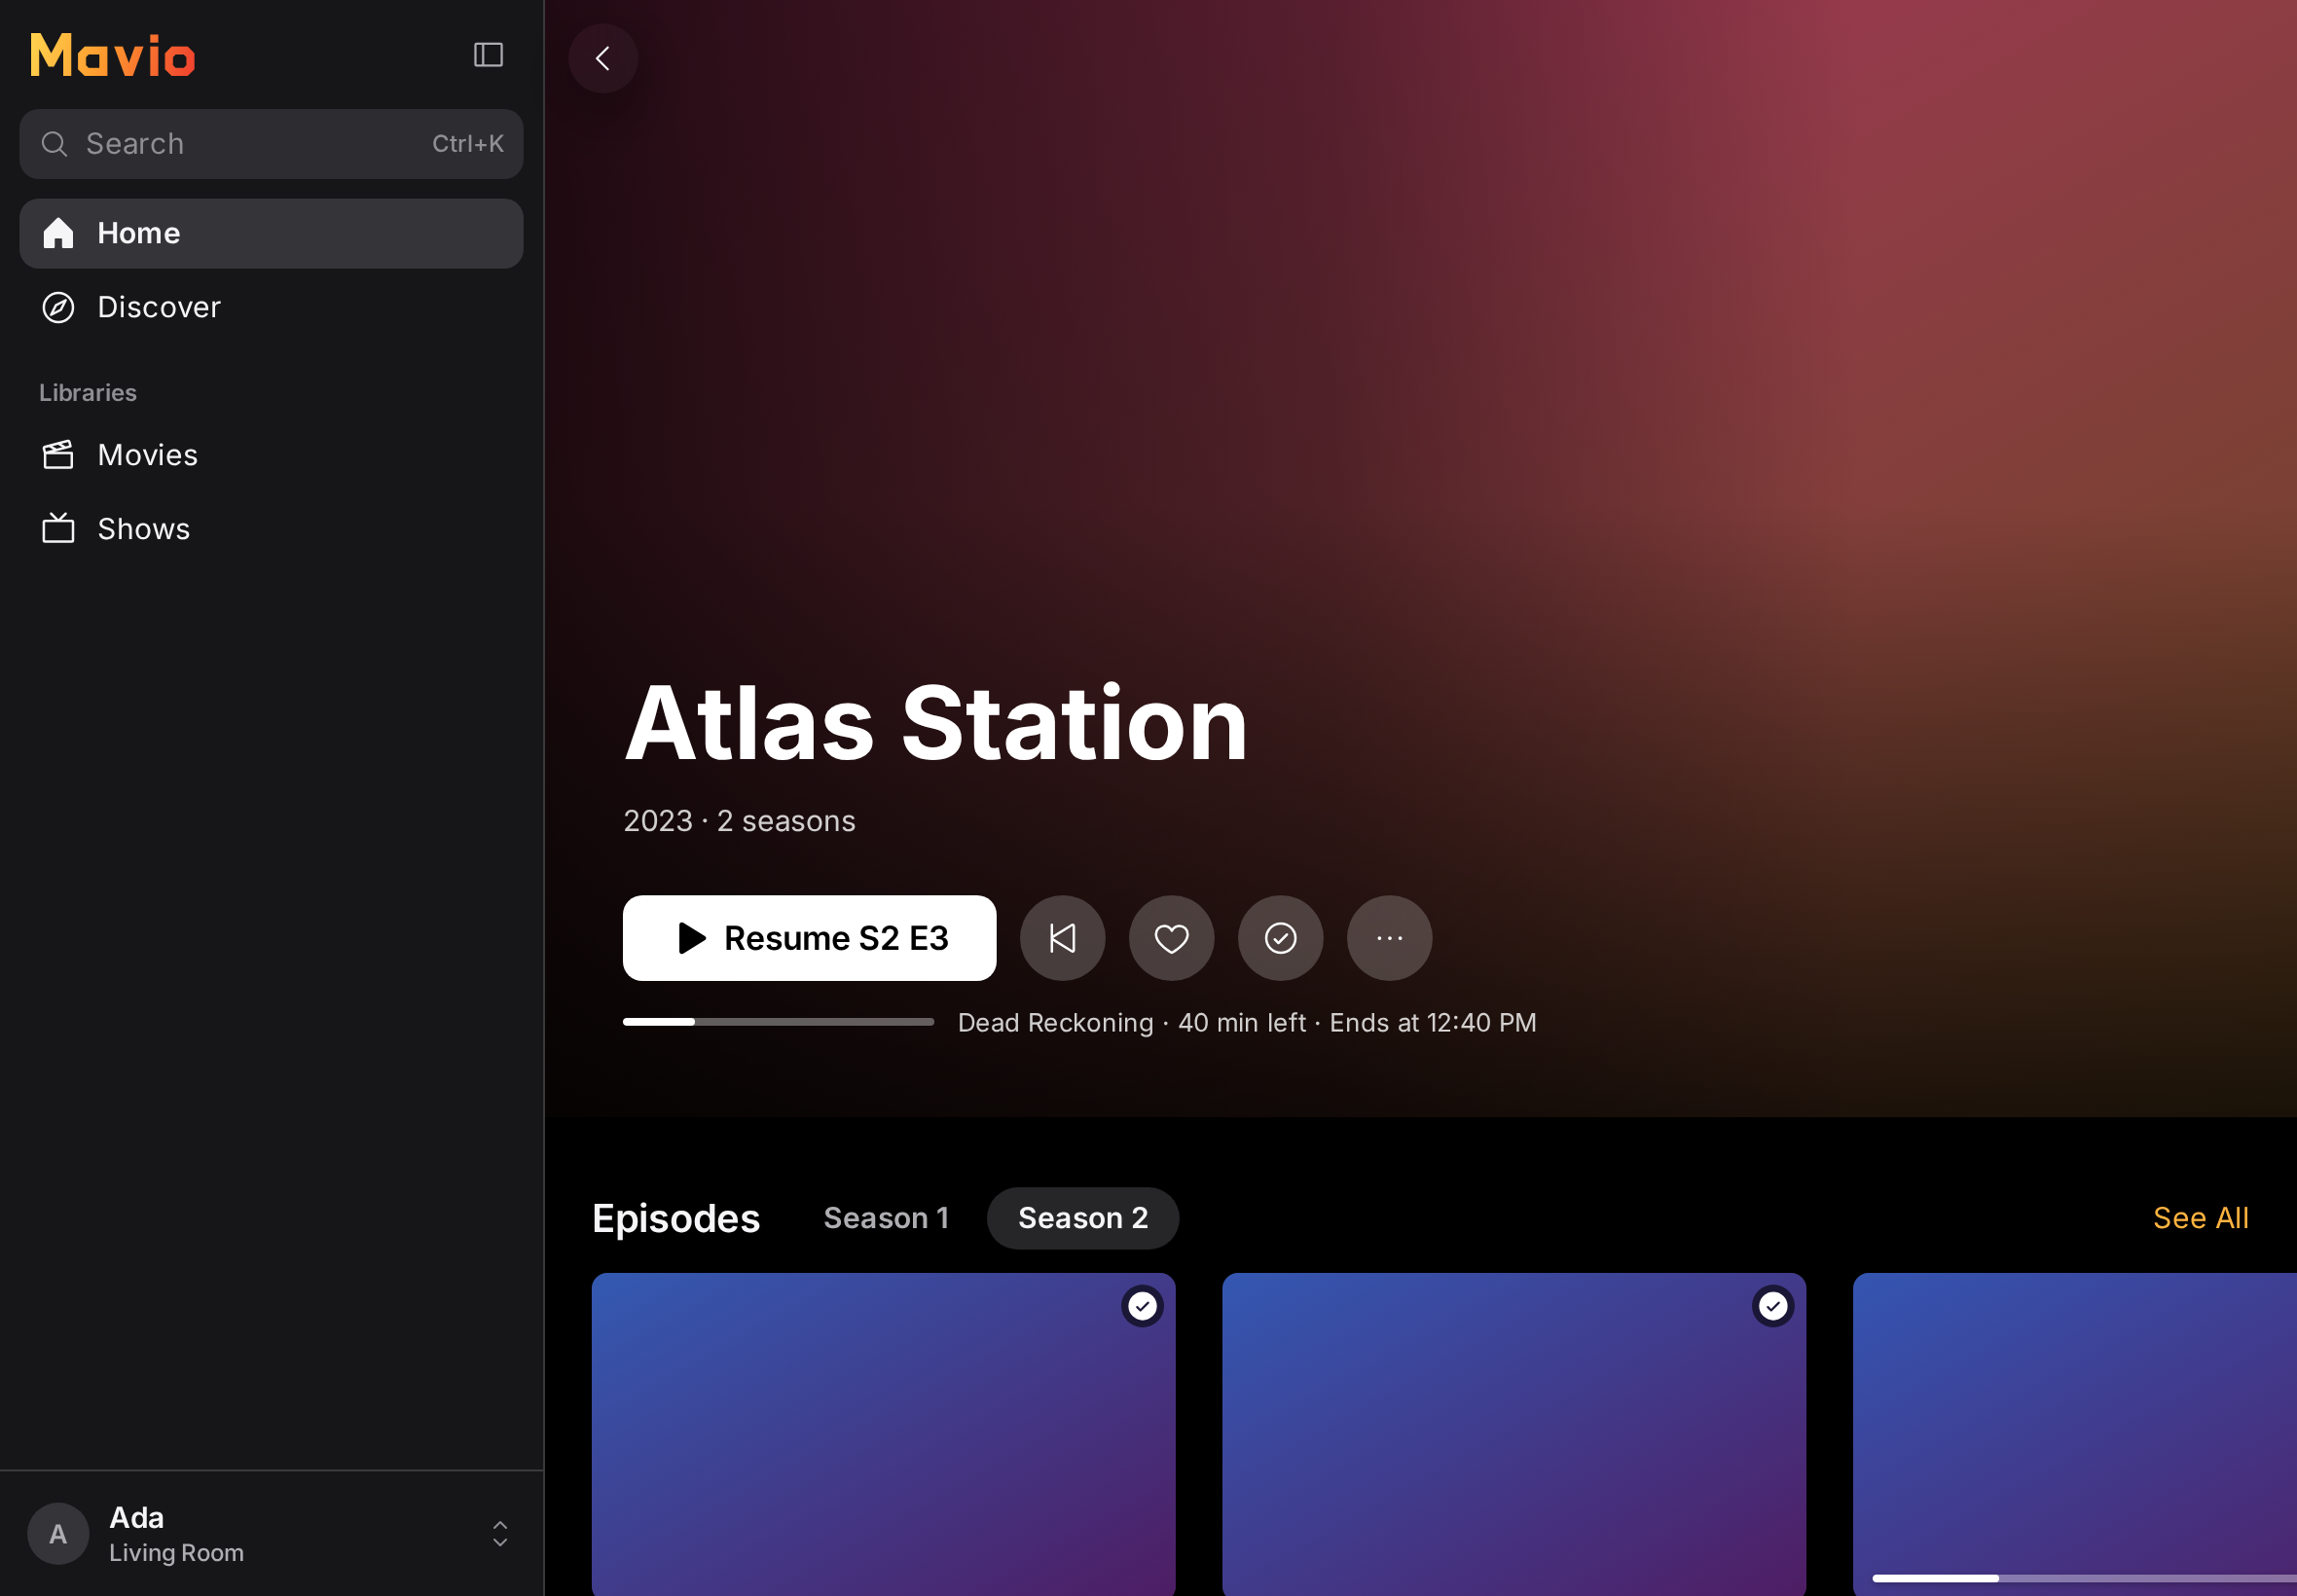 Mavio
Search Ctrl+K
Home
Discover
Libraries
Movies
Shows
A
Ada
Living Room
Atlas Station
2023 · 2 seasons
Resume S2 E3
Dead Reckoning · 40 min left · Ends at 12:40 PM
Episodes Season 1 Season 2 See All